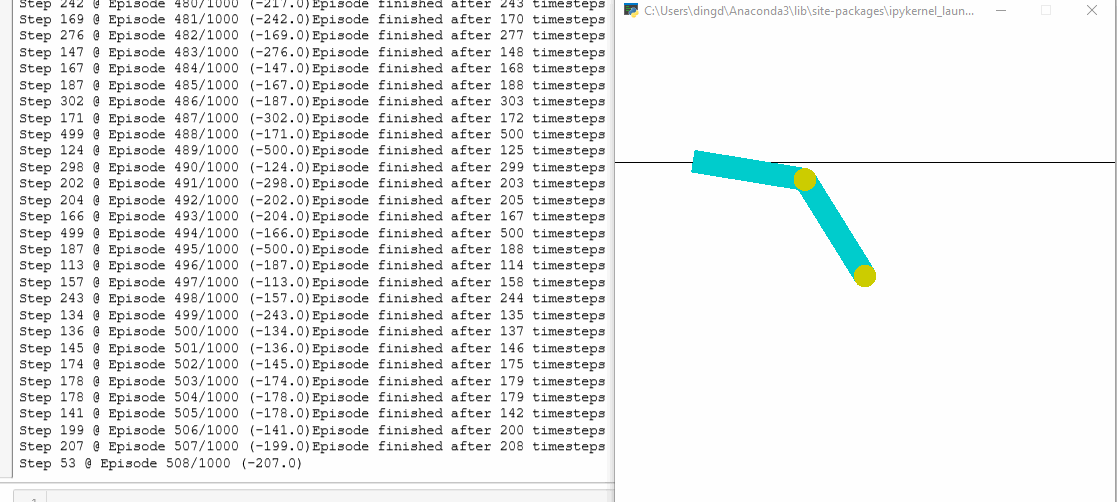 Step 242 @ Episode 480/1000 (-217.0)Episode finished after 243 timesteps
Step 169 @ Episode 481/1000 (-242.0)Episode finished after 170 timesteps
Step 276 @ Episode 482/1000 (-169.0)Episode finished after 277 timesteps
Step 147 @ Episode 483/1000 (-276.0)Episode finished after 148 timesteps
Step 167 @ Episode 484/1000 (-147.0)Episode finished after 168 timesteps
Step 187 @ Episode 485/1000 (-167.0)Episode finished after 188 timesteps
Step 302 @ Episode 486/1000 (-187.0)Episode finished after 303 timesteps
Step 171 @ Episode 487/1000 (-302.0)Episode finished after 172 timesteps
Step 499 @ Episode 488/1000 (-171.0)Episode finished after 500 timesteps
Step 124 @ Episode 489/1000 (-500.0)Episode finished after 125 timesteps
Step 298 @ Episode 490/1000 (-124.0)Episode finished after 299 timesteps
Step 202 @ Episode 491/1000 (-298.0)Episode finished after 203 timesteps
Step 204 @ Episode 492/1000 (-202.0)Episode finished after 205 timesteps
Step 166 @ Episode 493/1000 (-204.0)Episode finished after 167 timesteps
Step 499 @ Episode 494/1000 (-166.0)Episode finished after 500 timesteps
Step 187 @ Episode 495/1000 (-500.0)Episode finished after 188 timesteps
Step 113 @ Episode 496/1000 (-187.0)Episode finished after 114 timesteps
Step 157 @ Episode 497/1000 (-113.0)Episode finished after 158 timesteps
Step 243 @ Episode 498/1000 (-157.0)Episode finished after 244 timesteps
Step 134 @ Episode 499/1000 (-243.0)Episode finished after 135 timesteps
Step 136 @ Episode 500/1000 (-134.0)Episode finished after 137 timesteps
Step 145 @ Episode 501/1000 (-136.0)Episode finished after 146 timesteps
Step 174 @ Episode 502/1000 (-145.0)Episode finished after 175 timesteps
Step 178 @ Episode 503/1000 (-174.0)Episode finished after 179 timesteps
Step 178 @ Episode 504/1000 (-178.0)Episode finished after 179 timesteps
Step 141 @ Episode 505/1000 (-178.0)Episode finished after 142 timesteps
Step 199 @ Episode 506/1000 (-141.0)Episode finished after 200 timesteps
Step 207 @ Episode 507/1000 (-199.0)Episode finished after 208 timesteps
Step 53 @ Episode 508/1000 (-207.0)
C:\Users\dingd\Anaconda3\lib\site-packages\ipykernel_laun...